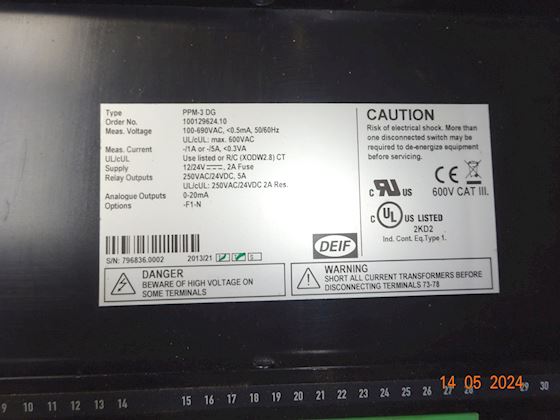 Type PPM-3 DG
Order No. 100129624.10
Meas. Voltage 100-690VAC, <0.5mA, 50/60Hz
UL/cUL: max. 600VAC
Meas. Current -/1A or -/5A, <0.3VA
UL/cUL Use listed or R/C (XODW2.8) CT
Supply 12/24V 2A Fuse
Relay Outputs 250VAC/24VDC, 5A
UL/cUL: 250VAC/24VDC 2A Res.
Analogue Outputs 0-20mA
Options -F1-N
S/N: 796836.0002 2013/21
DEIF
DANGER
BEWARE OF HIGH VOLTAGE ON
SOME TERMINALS
CAUTION
Risk of electrical shock. More than
one disconnected switch may be
required to de-energize equipment
before servicing.
c RU US CE
600V CAT III.
c UL US LISTED
2KD2
Ind. Cont. Eq.Type 1.
WARNING
SHORT ALL CURRENT TRANSFORMERS BEFORE
DISCONNECTING TERMINALS 73-78
14 05 2024
9 10 11 12 13 14 15 16 17 18 19 20 21 22 23 24 25 26 27 28 29 30